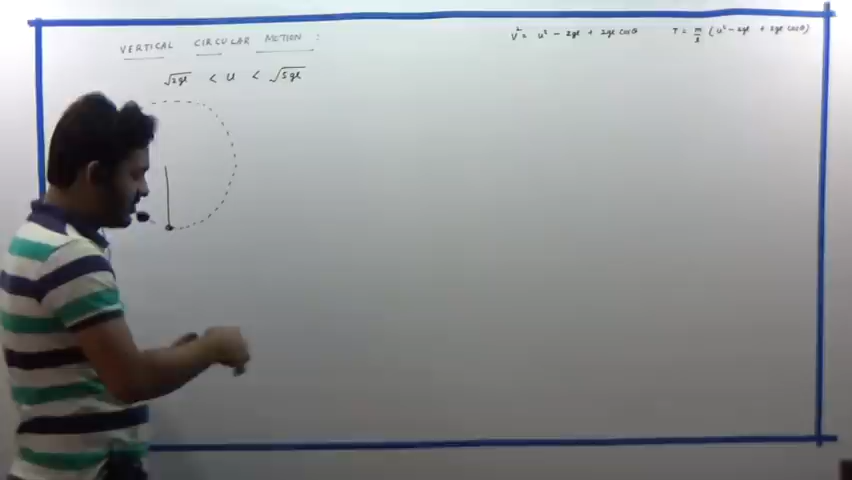 VERTICAL CIRCULAR MOTION :
√2gl < u < √5gl
v² = u² - 2gl + 2gl cosθ
T = m/l (u² - 2gl + 3gl cosθ)